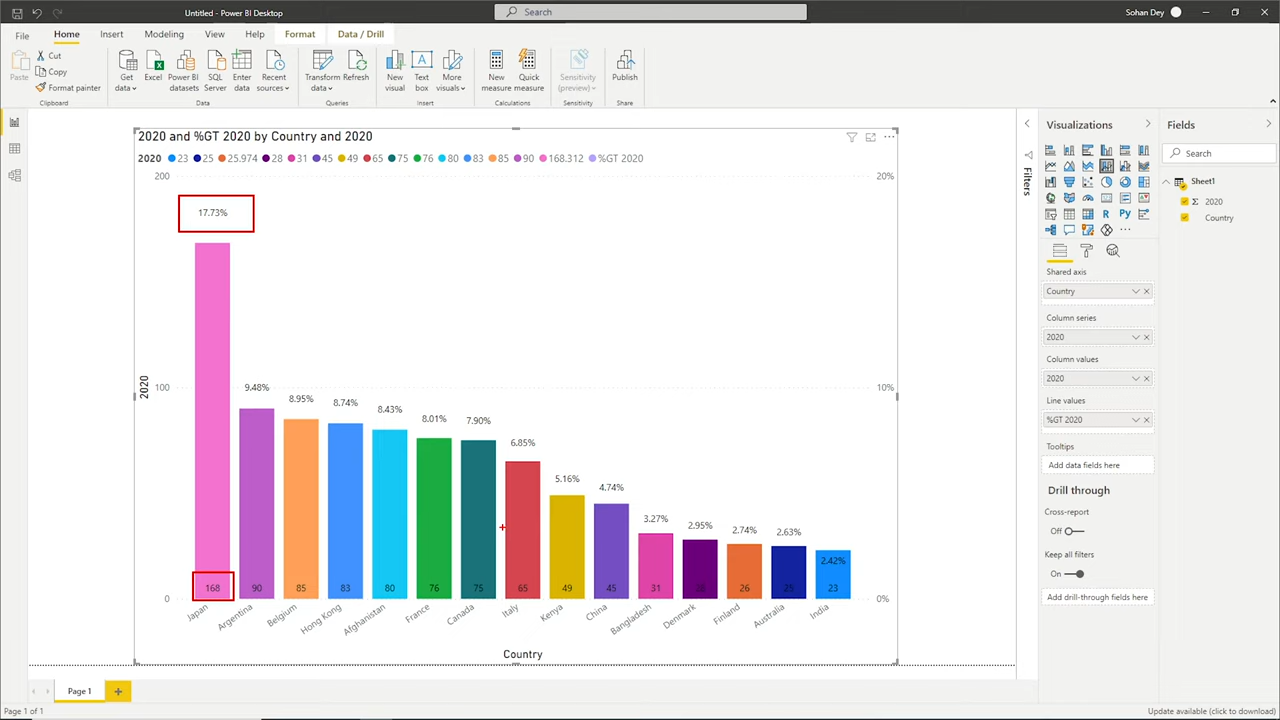 Untitled - Power BI Desktop
Search
Sohan Dey
File
Home
Insert
Modeling
View
Help
Format
Data / Drill
Paste
Cut
Copy
Format painter
Clipboard
Get data
Excel
Power BI datasets
SQL Server
Enter data
Recent sources
Data
Transform data
Refresh
Queries
New visual
Text box
More visuals
Insert
New measure
Quick measure
Calculations
Sensitivity (preview)
Sensitivity
Publish
Share
2020 and %GT 2020 by Country and 2020
2020 23 25 25.974 28 31 45 49 65 75 76 80 83 85 90 168.312 %GT 2020
200
20%
17.73%
100
10%
9.48%
8.95%
8.74%
8.43%
8.01%
7.90%
6.85%
5.16%
4.74%
3.27%
2.95%
2.74%
2.63%
2.42%
2020
168 90 85 83 80 76 75 65 49 45 31 28 26 25 23
0
0%
Japan
Argentina
Belgium
Hong Kong
Afghanistan
France
Canada
Italy
Kenya
China
Bangladesh
Denmark
Finland
Australia
India
Country
Filters
Visualizations
R
Py
Shared axis
Country
Column series
2020
Column values
2020
Line values
%GT 2020
Tooltips
Add data fields here
Drill through
Cross-report
Off
Keep all filters
On
Add drill-through fields here
Fields
Search
Sheet1
Σ 2020
Country
Page 1
Page 1 of 1
Update available (click to download)